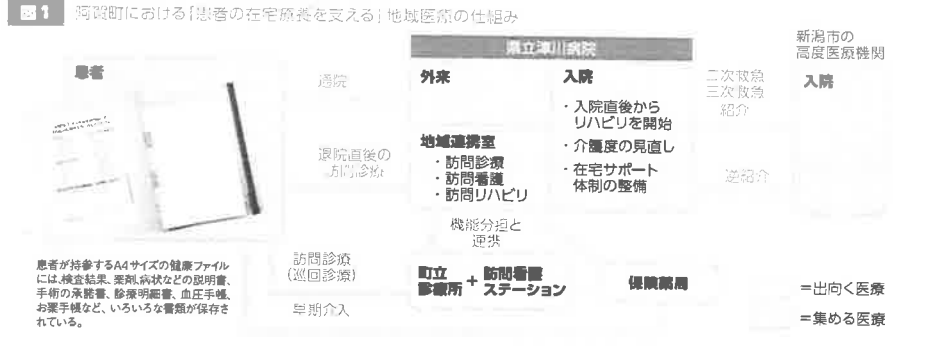 図1 阿賀町における「患者の在宅療養を支える」地域医療の仕組み
県立津川病院
新潟市の
高度医療機関
患者
通院
外来
入院
二次救急
三次救急
紹介
入院
・入院直後から
リハビリを開始
・介護度の見直し
・在宅サポート
体制の整備
地域連携室
・訪問診療
・訪問看護
・訪問リハビリ
退院直後の
訪問診療
逆紹介
機能分担と
連携
患者が持参するA4サイズの健康ファイル
には、検査結果、薬剤、病状などの説明書、
手術の承諾書、診療明細書、血圧手帳、
お薬手帳など、いろいろな書類が保存さ
れている。
訪問診療
(巡回診療)
早期介入
町立
診療所
+
訪問看護
ステーション
保険薬局
=出向く医療
=集める医療